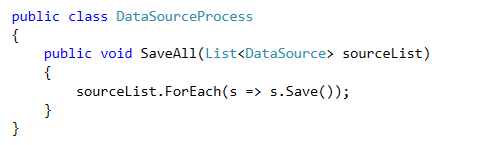 public class DataSourceProcess
{
    public void SaveAll(List<DataSource> sourceList)
    {
        sourceList.ForEach(s => s.Save());
    }
}